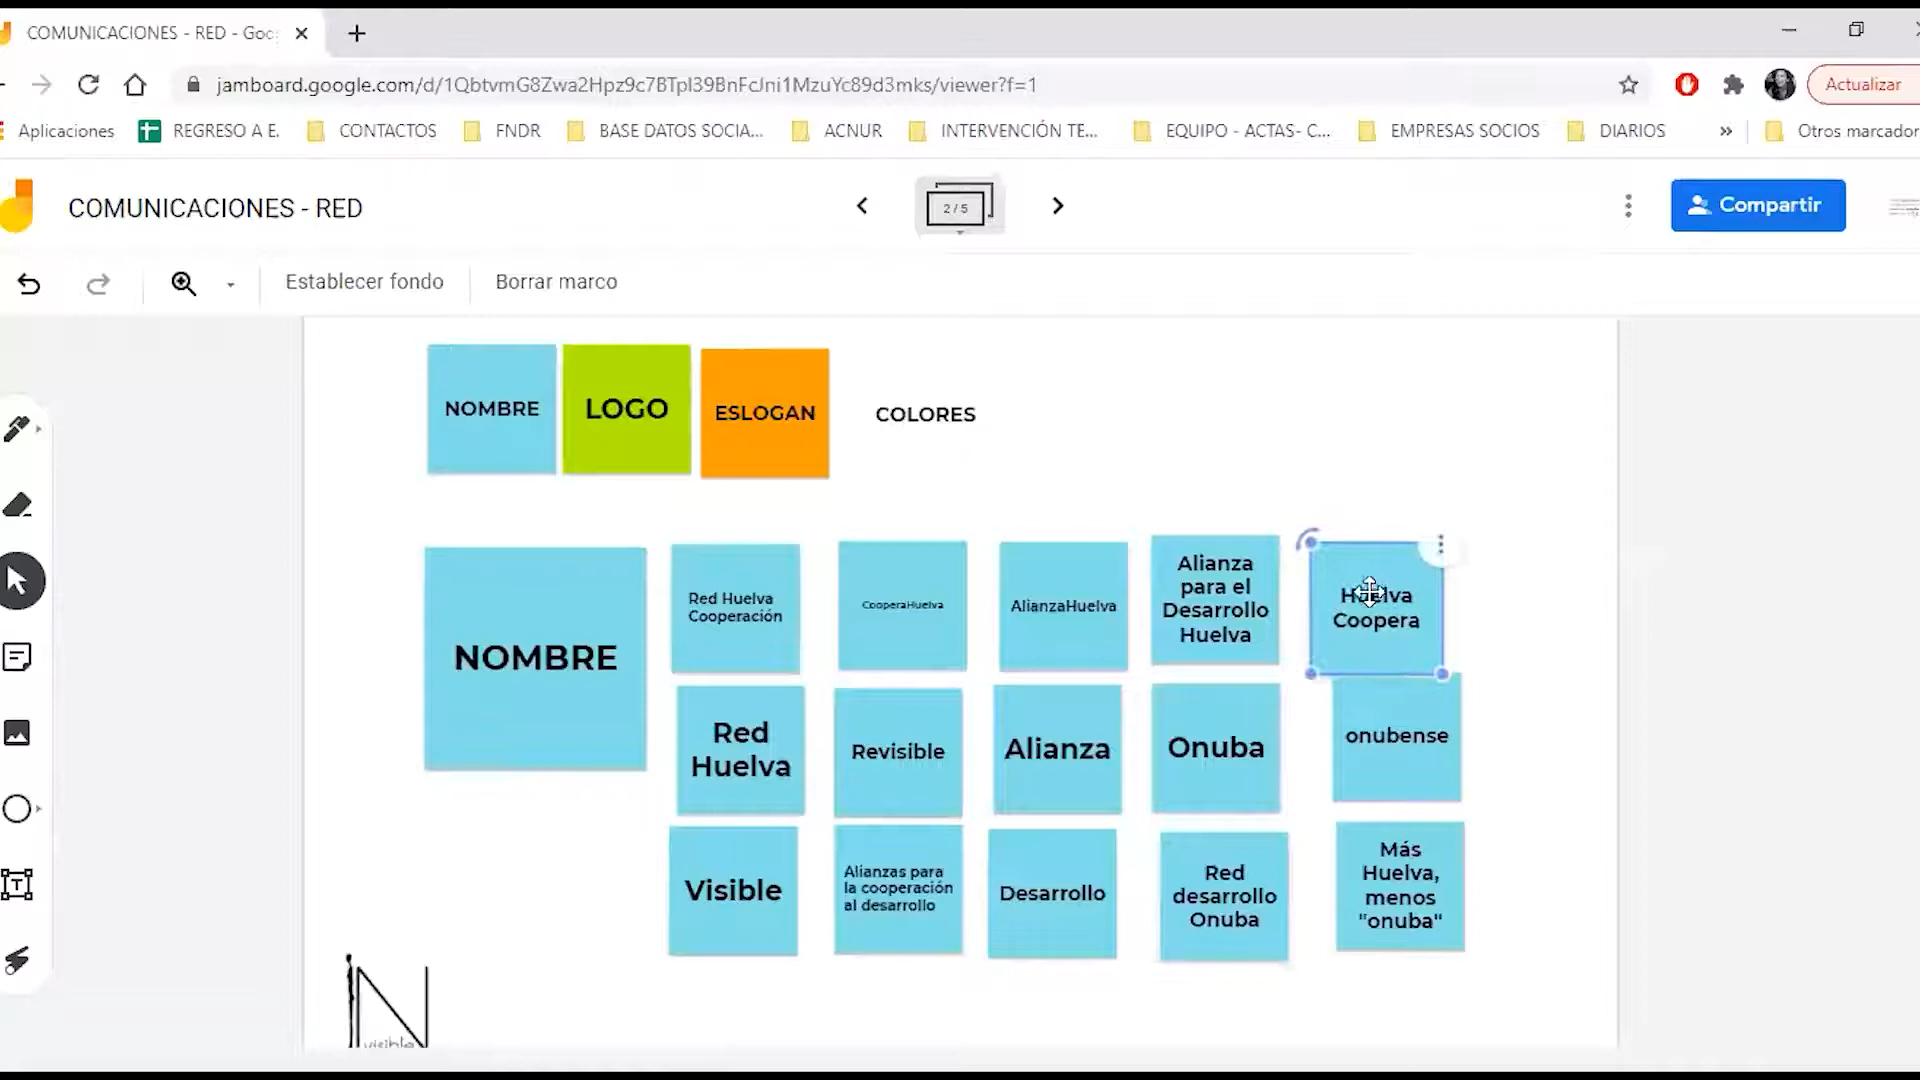 COMUNICACIONES - RED - Goo
jamboard.google.com/d/1QbtvmG8Zwa2Hpz9c7BTpI39BnFcJni1MzuYc89d3mks/viewer?f=1
Actualizar
Aplicaciones
REGRESO A E.
CONTACTOS
FNDR
BASE DATOS SOCIA...
ACNUR
INTERVENCIÓN TE...
EQUIPO - ACTAS- C...
EMPRESAS SOCIOS
DIARIOS
»
Otros marcador
COMUNICACIONES - RED
2 / 5
Compartir
Establecer fondo
Borrar marco
NOMBRE
LOGO
ESLOGAN
COLORES
NOMBRE
Red Huelva
Cooperación
CooperaHuelva
AlianzaHuelva
Alianza
para el
Desarrollo
Huelva
Huelva
Coopera
Red
Huelva
Revisible
Alianza
Onuba
onubense
Visible
Alianzas para
la cooperación
al desarrollo
Desarrollo
Red
desarrollo
Onuba
Más
Huelva,
menos
"onuba"
N
visible